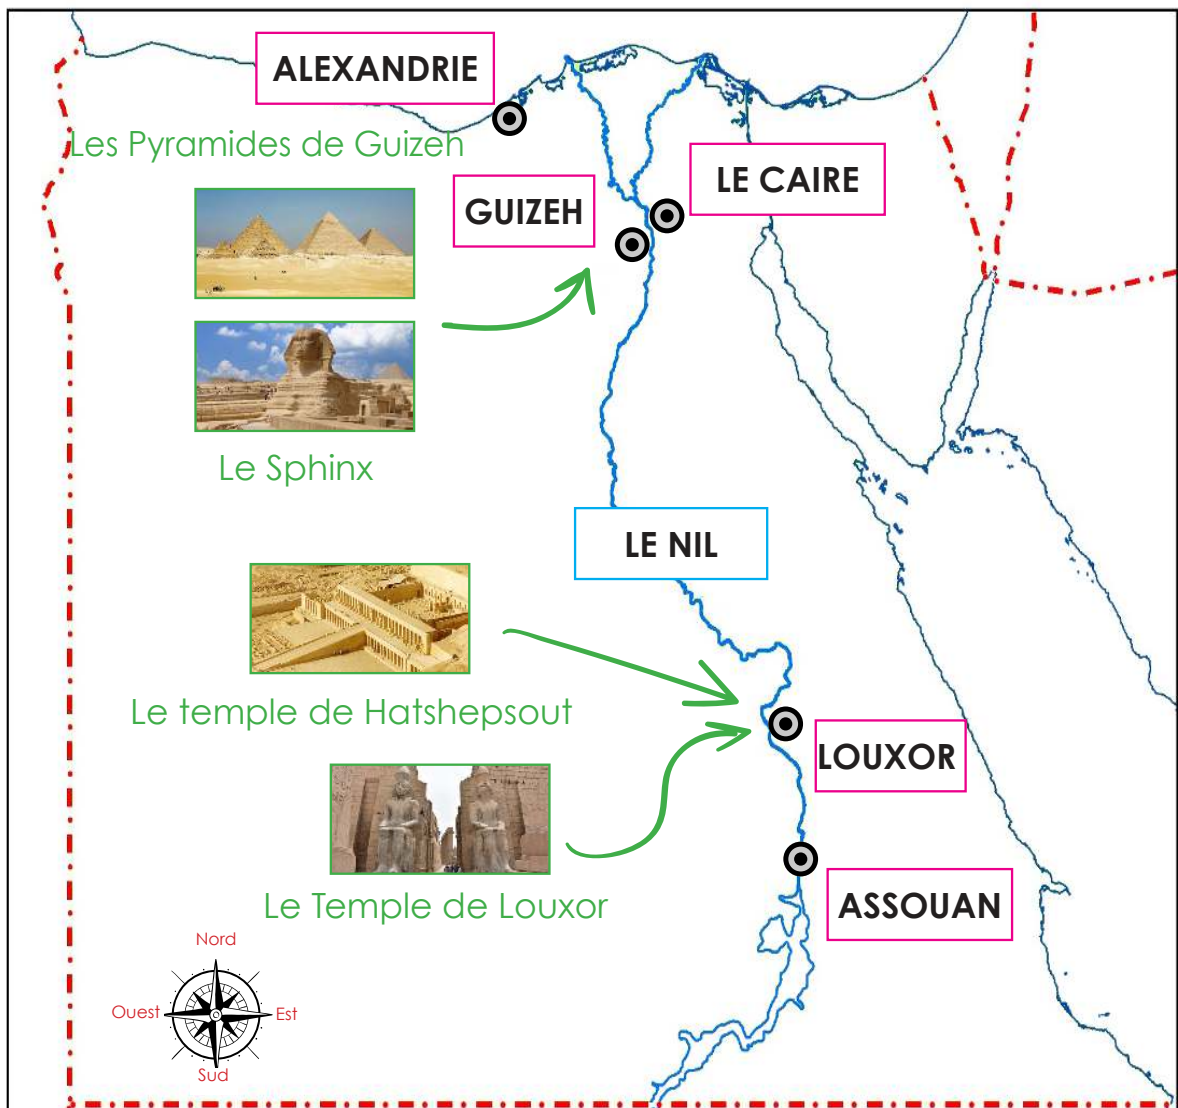 ALEXANDRIE
Les Pyramides de Guizeh
LE CAIRE
GUIZEH
Le Sphinx
LE NIL
Le temple de Hatshepsout
LOUXOR
Le Temple de Louxor
ASSOUAN
Nord
Ouest
Est
Sud